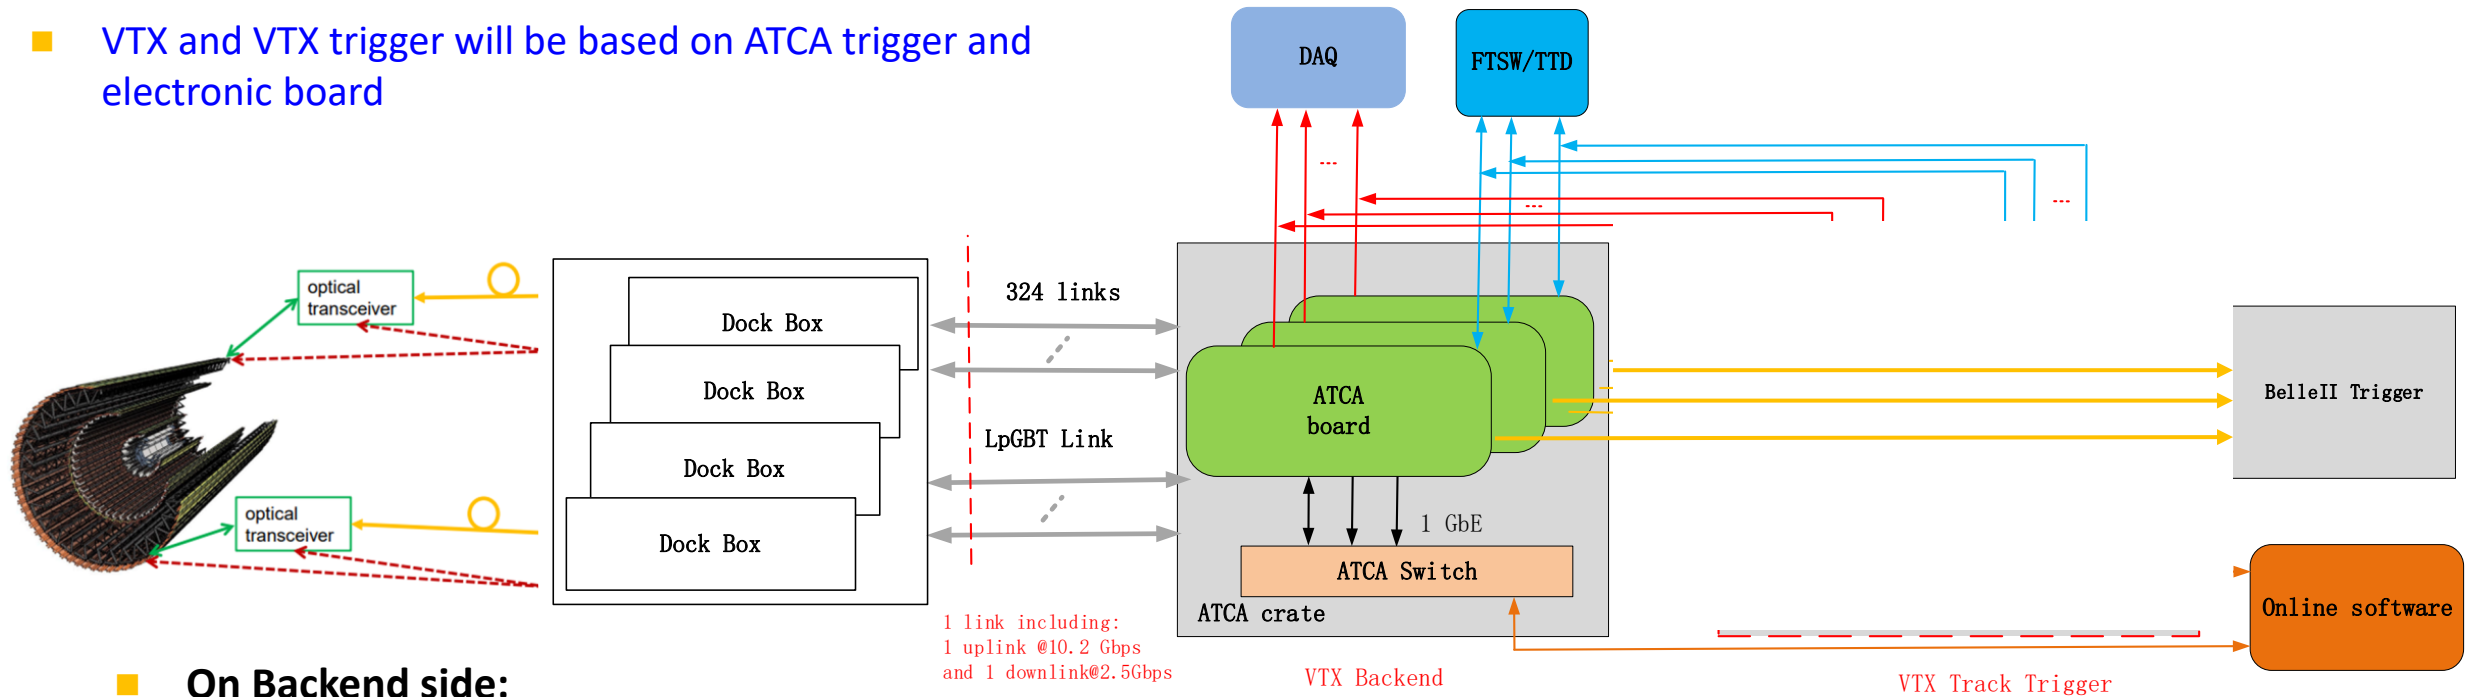 VTX and VTX trigger will be based on ATCA trigger and
electronic board
DAQ
FTSW/TTD
...
...
...
optical
transceiver
optical
transceiver
Dock Box
Dock Box
Dock Box
Dock Box
324 links
LpGBT Link
1 link including:
1 uplink @10.2 Gbps
and 1 downlink@2.5Gbps
ATCA
board
1 GbE
ATCA Switch
ATCA crate
VTX Backend
BelleII Trigger
Online software
VTX Track Trigger
On Backend side: